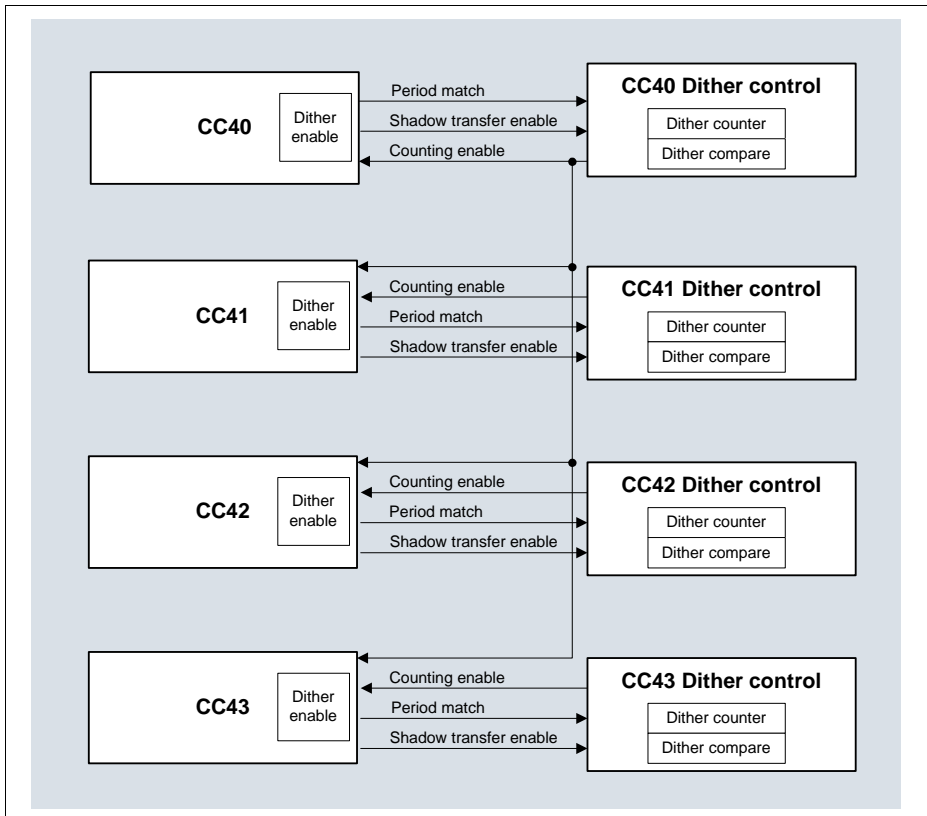 CC40
Dither
enable
Period match
Shadow transfer enable
Counting enable
CC40 Dither control
Dither counter
Dither compare
CC41
Dither
enable
Counting enable
Period match
Shadow transfer enable
CC41 Dither control
Dither counter
Dither compare
CC42
Dither
enable
Counting enable
Period match
Shadow transfer enable
CC42 Dither control
Dither counter
Dither compare
CC43
Dither
enable
Counting enable
Period match
Shadow transfer enable
CC43 Dither control
Dither counter
Dither compare